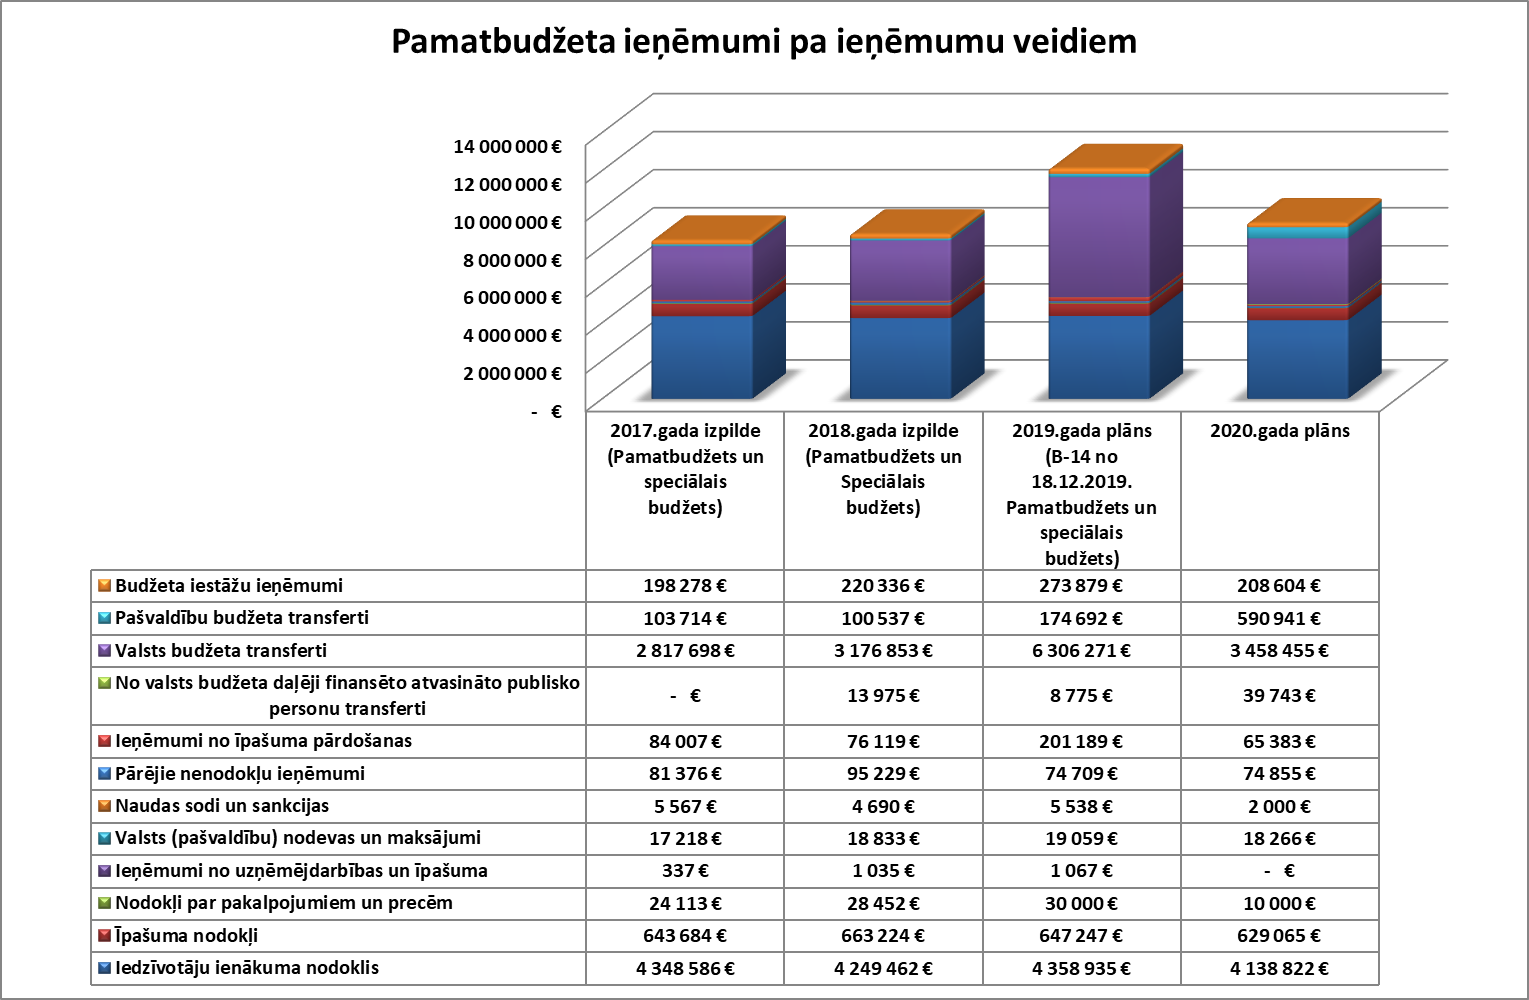 Pamatbudžeta ieņēmumi pa ieņēmumu veidiem
14 000 000 €
12 000 000 €
10 000 000 €
8 000 000 €
6 000 000 €
4 000 000 €
2 000 000 €
- €
2017.gada izpilde
(Pamatbudžets un
speciālais
budžets)
2018.gada izpilde
(Pamatbudžets un
Speciālais
budžets)
2019.gada plāns
(B-14 no
18.12.2019.
Pamatbudžets un
speciālais
budžets)
2020.gada plāns
Budžeta iestāžu ieņēmumi 198 278 € 220 336 € 273 879 € 208 604 €
Pašvaldību budžeta transferti 103 714 € 100 537 € 174 692 € 590 941 €
Valsts budžeta transferti 2 817 698 € 3 176 853 € 6 306 271 € 3 458 455 €
No valsts budžeta daļēji finansēto atvasināto publisko
personu transferti - € 13 975 € 8 775 € 39 743 €
Ieņēmumi no īpašuma pārdošanas 84 007 € 76 119 € 201 189 € 65 383 €
Pārējie nenodokļu ieņēmumi 81 376 € 95 229 € 74 709 € 74 855 €
Naudas sodi un sankcijas 5 567 € 4 690 € 5 538 € 2 000 €
Valsts (pašvaldību) nodevas un maksājumi 17 218 € 18 833 € 19 059 € 18 266 €
Ieņēmumi no uzņēmējdarbības un īpašuma 337 € 1 035 € 1 067 € - €
Nodokļi par pakalpojumiem un precēm 24 113 € 28 452 € 30 000 € 10 000 €
Īpašuma nodokļi 643 684 € 663 224 € 647 247 € 629 065 €
Iedzīvotāju ienākuma nodoklis 4 348 586 € 4 249 462 € 4 358 935 € 4 138 822 €